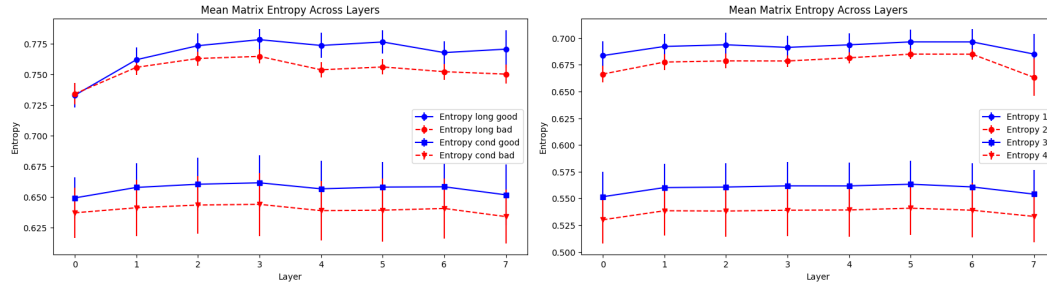 Mean Matrix Entropy Across Layers
Entropy
0.775
0.750
0.725
0.700
0.675
0.650
0.625
Entropy long good
Entropy long bad
Entropy cond good
Entropy cond bad
0 1 2 3 4 5 6 7
Layer
Mean Matrix Entropy Across Layers
Entropy
0.700
0.675
0.650
0.625
0.600
0.575
0.550
0.525
0.500
Entropy 1
Entropy 2
Entropy 3
Entropy 4
0 1 2 3 4 5 6 7
Layer